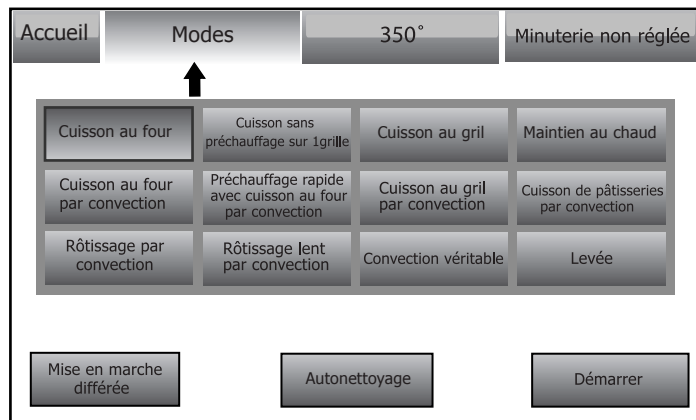 Accueil
Modes
350°
Minuterie non réglée
Cuisson au four
Cuisson sans
préchauffage sur 1grille
Cuisson au gril
Maintien au chaud
Cuisson au four
par convection
Préchauffage rapide
avec cuisson au four
par convection
Cuisson au gril
par convection
Cuisson de pâtisseries
par convection
Rôtissage par
convection
Rôtissage lent
par convection
Convection véritable
Levée
Mise en marche
différée
Autonettoyage
Démarrer